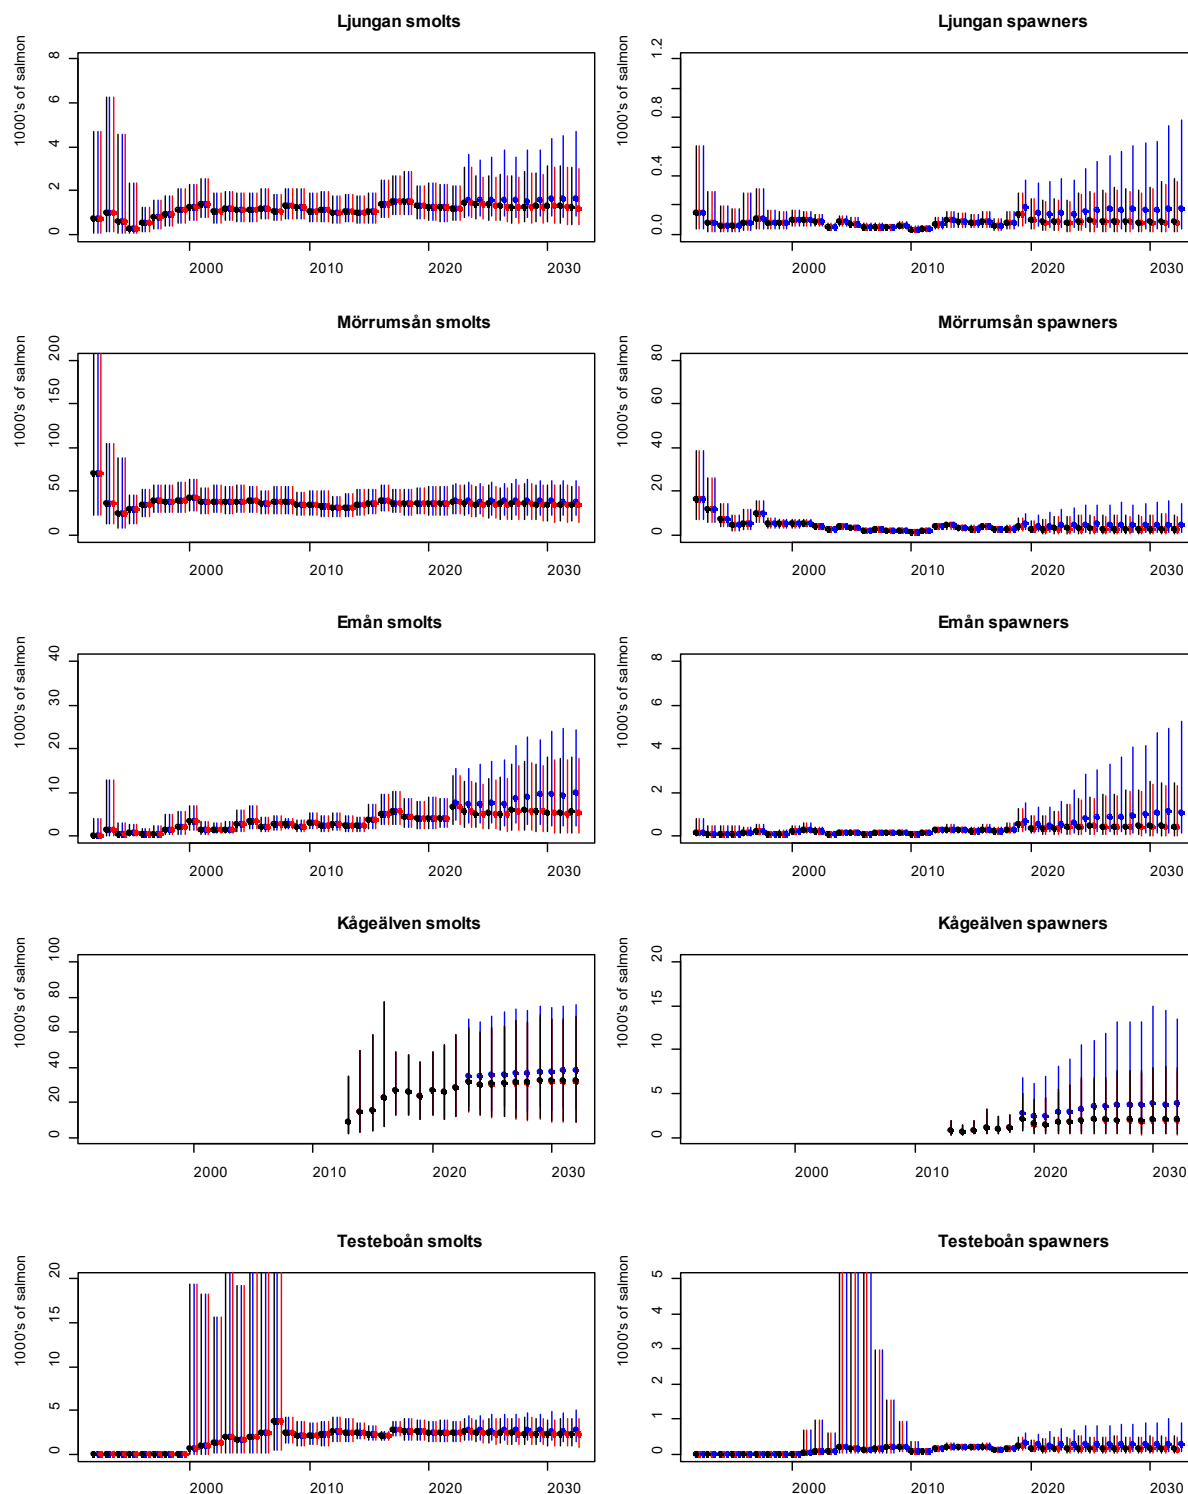 Ljungan smolts
1000's of salmon
0 2 4 6 8
2000 2010 2020 2030
Ljungan spawners
1000's of salmon
0.0 0.4 0.8 1.2
2000 2010 2020 2030
Mörrumsån smolts
1000's of salmon
0 50 100 150 200
2000 2010 2020 2030
Mörrumsån spawners
1000's of salmon
0 20 40 60 80
2000 2010 2020 2030
Emån smolts
1000's of salmon
0 10 20 30 40
2000 2010 2020 2030
Emån spawners
1000's of salmon
0 2 4 6 8
2000 2010 2020 2030
Kågeälven smolts
1000's of salmon
0 20 40 60 80 100
2000 2010 2020 2030
Kågeälven spawners
1000's of salmon
0 5 10 15 20
2000 2010 2020 2030
Testeboån smolts
1000's of salmon
0 5 10 15 20
2000 2010 2020 2030
Testeboån spawners
1000's of salmon
0 1 2 3 4 5
2000 2010 2020 2030